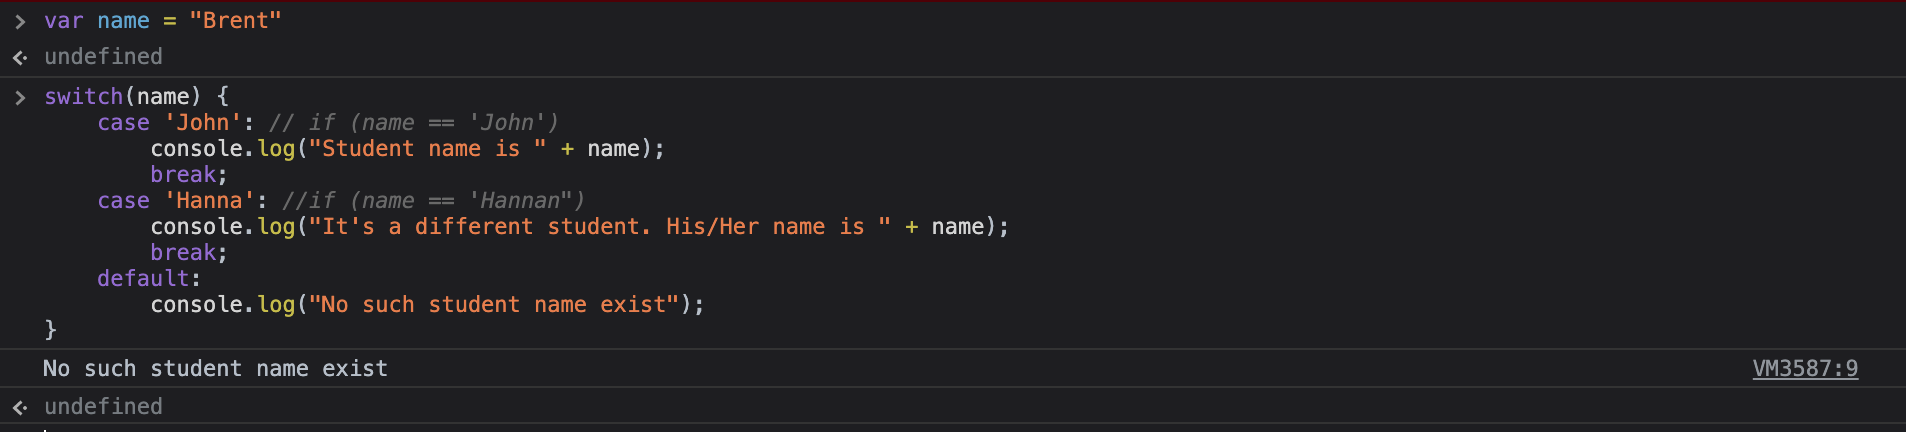 > var name = "Brent"
undefined
> switch(name) {
    case 'John': // if (name == 'John')
        console.log("Student name is " + name);
        break;
    case 'Hanna': //if (name == 'Hannan")
        console.log("It's a different student. His/Her name is " + name);
        break;
    default:
        console.log("No such student name exist");
}
No such student name exist VM3587:9
undefined